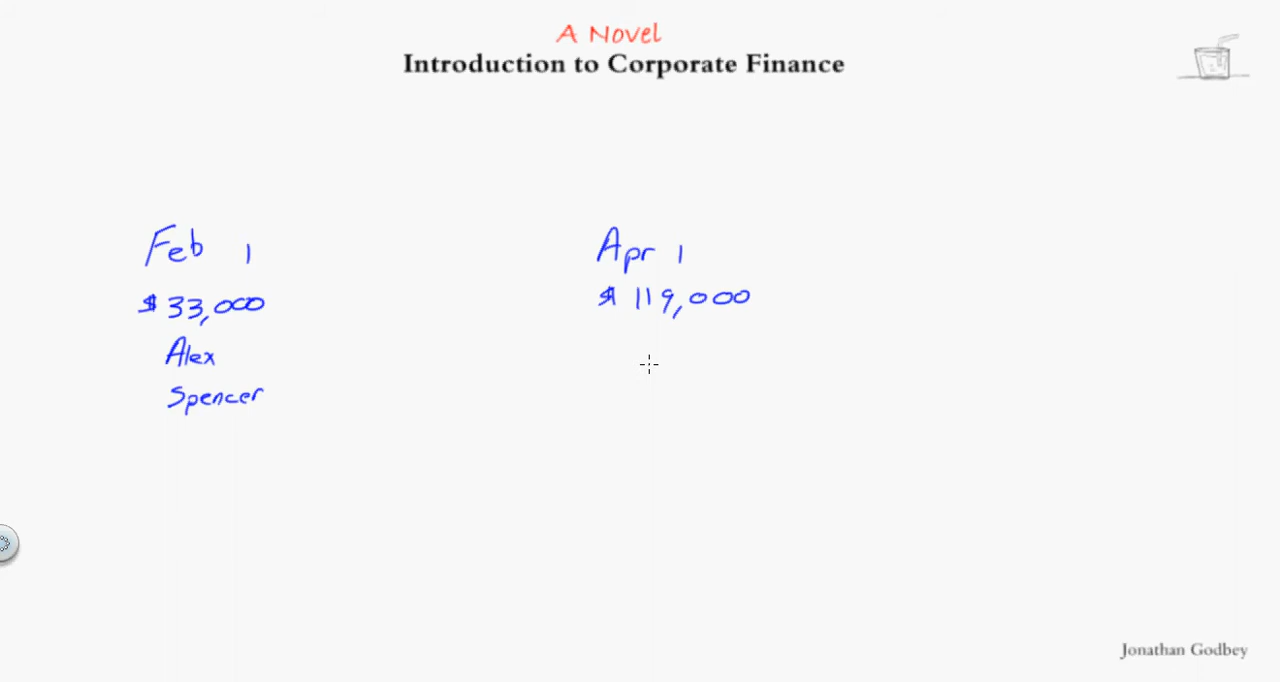 A Novel
Introduction to Corporate Finance
Feb 1
$33,000
Alex
Spencer
Apr 1
$119,000
Jonathan Godbey